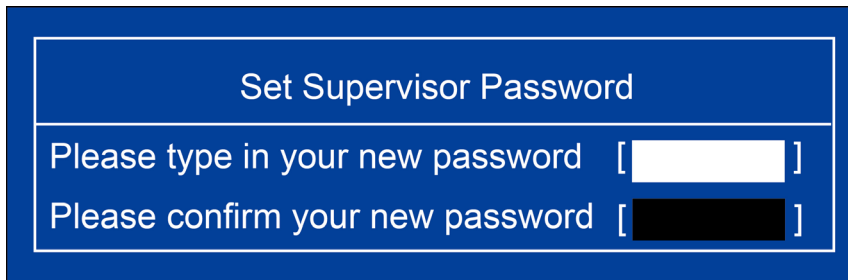 Set Supervisor Password
Please type in your new password [ ]
Please confirm your new password [ ]